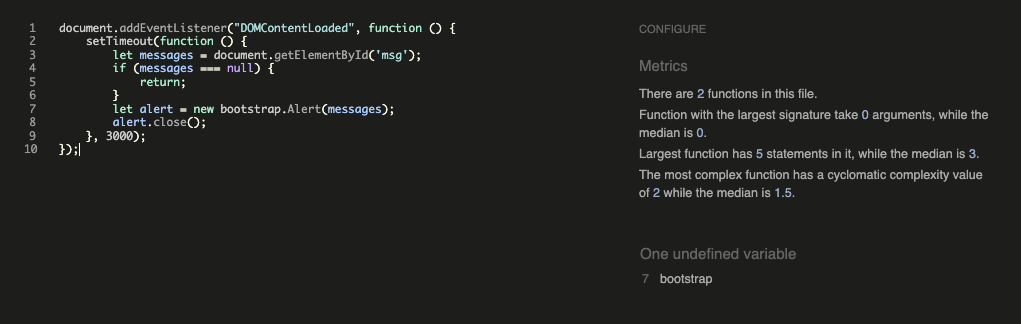 1 document.addEventListener("DOMContentLoaded", function () {
2 setTimeout(function () {
3 let messages = document.getElementById('msg');
4 if (messages === null) {
5 return;
6 }
7 let alert = new bootstrap.Alert(messages);
8 alert.close();
9 }, 3000);
10 });
CONFIGURE
Metrics
There are 2 functions in this file.
Function with the largest signature take 0 arguments, while the
median is 0.
Largest function has 5 statements in it, while the median is 3.
The most complex function has a cyclomatic complexity value
of 2 while the median is 1.5.
One undefined variable
7 bootstrap